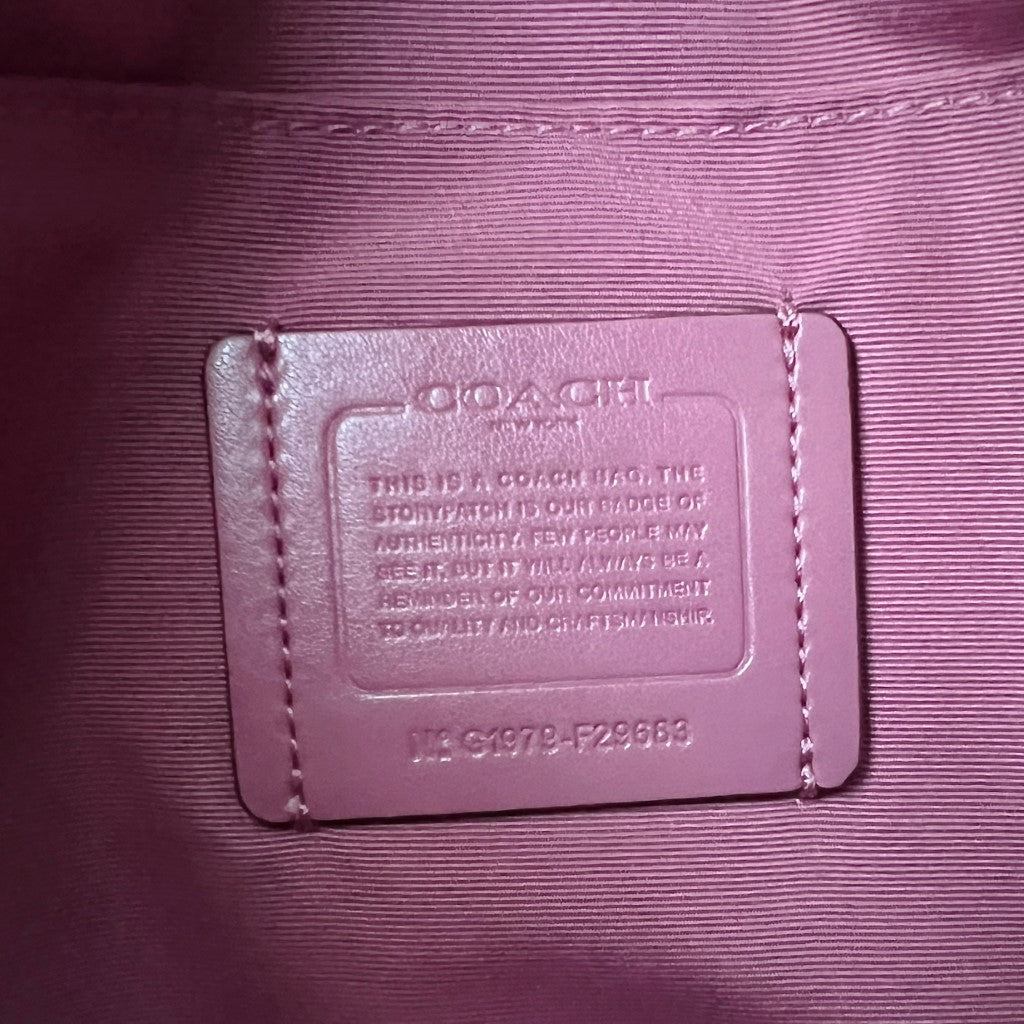 COACH
NEW YORK
THIS IS A COACH BAG. THE
STORYPATCH IS OUR BADGE OF
AUTHENTICITY. FEW PEOPLE MAY
SEE IT, BUT IT WILL ALWAYS BE A
REMINDER OF OUR COMMITMENT
TO QUALITY AND CRAFTSMANSHIP.
Nº G1979-F29683